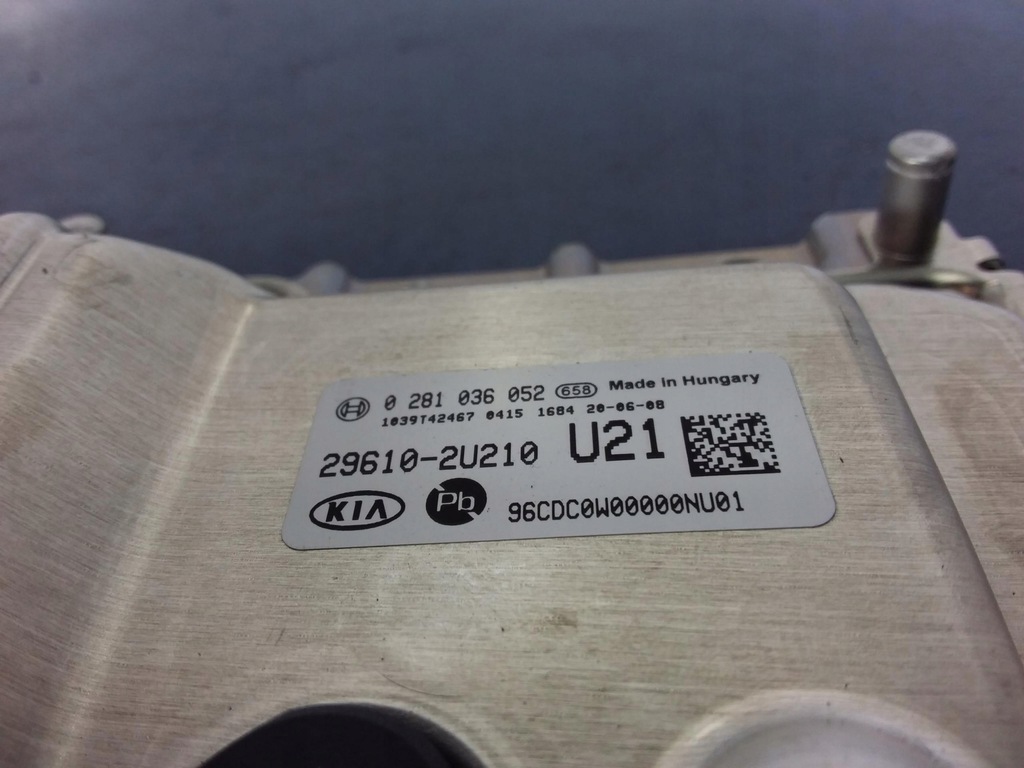 0 281 036 052 658 Made in Hungary
1039T42467 0415 1684 20-06-08
29610-2U210 U21
KIA Pb 96CDC0W00000NU01